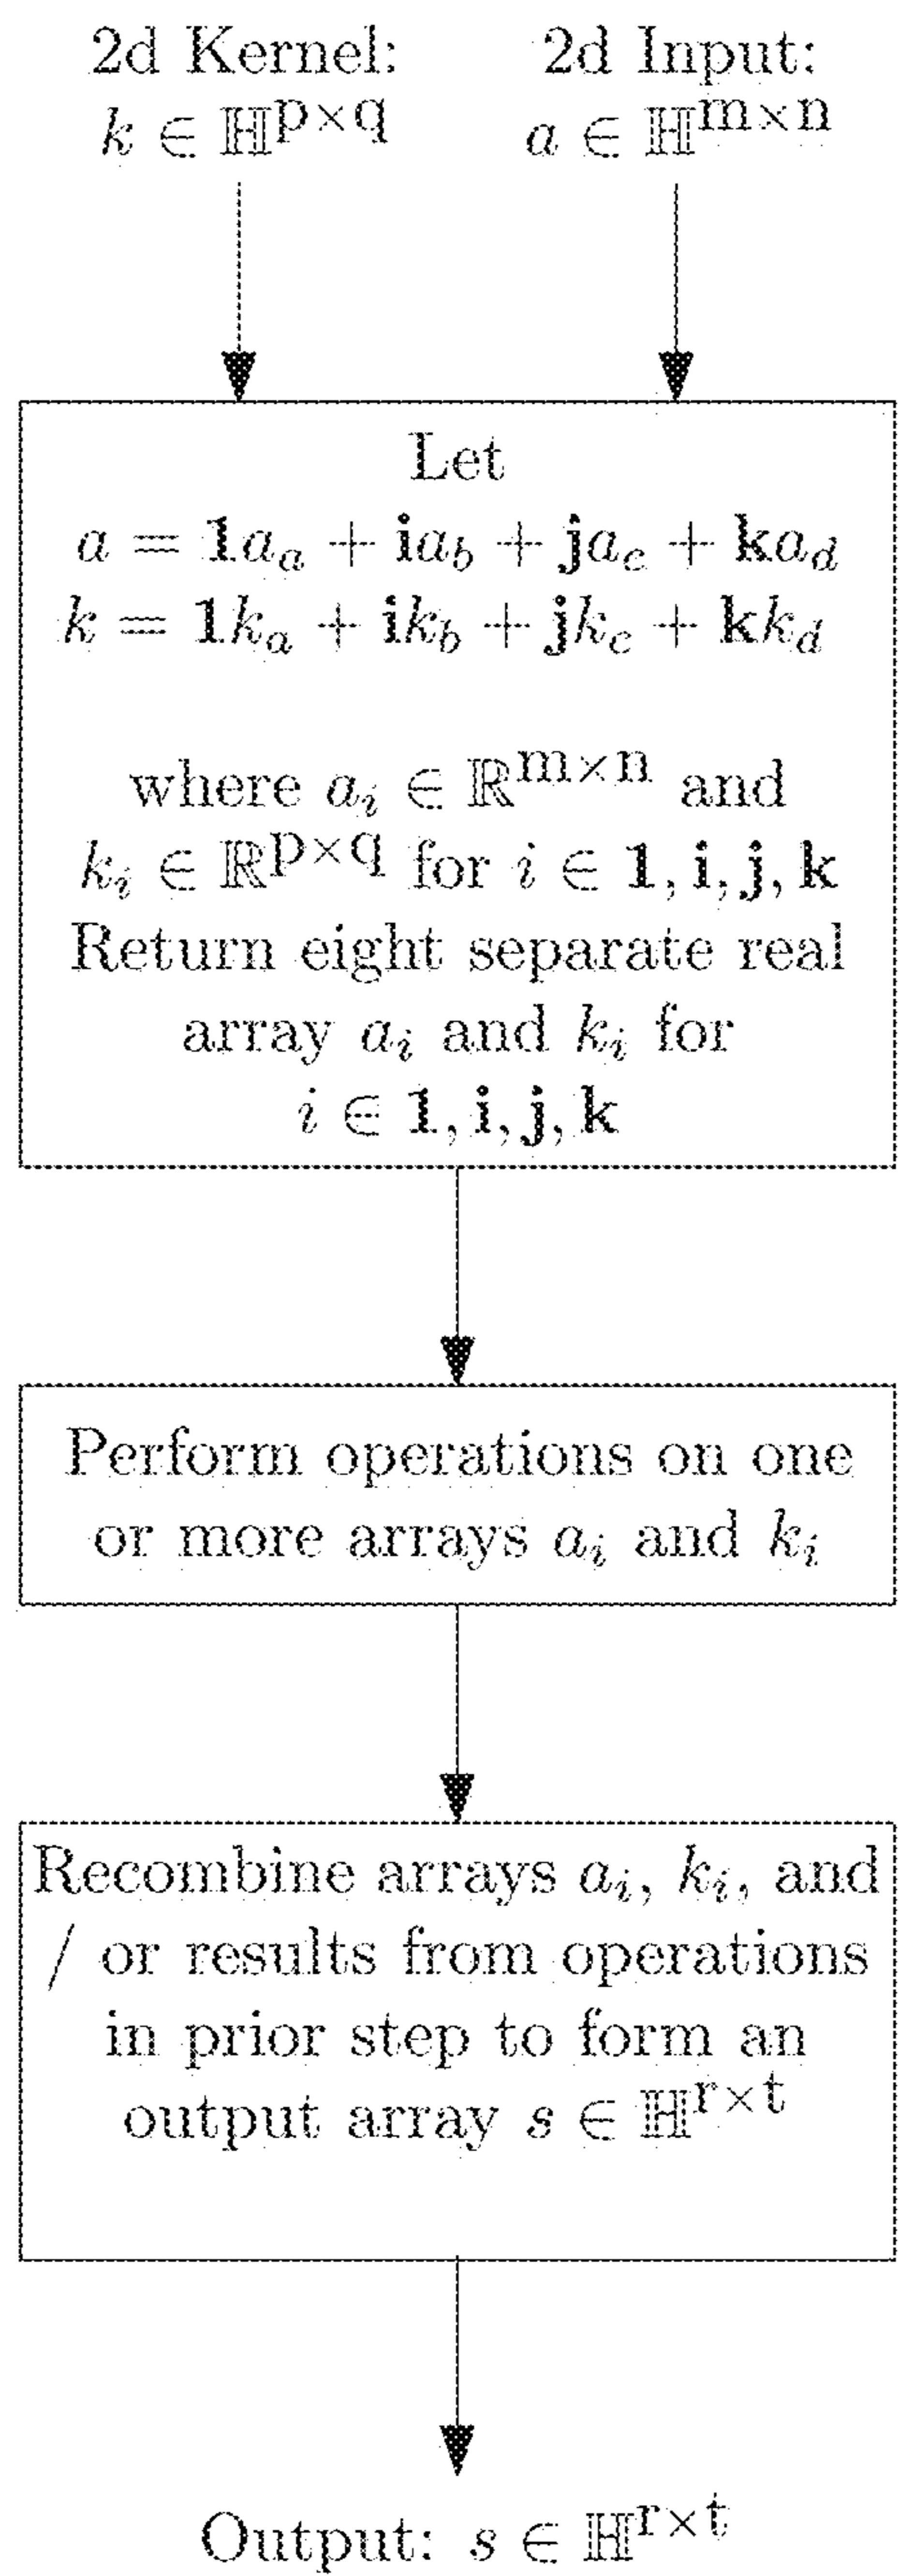 2d Kernel: 2d Input:
k ∈ ℍ^{p×q} a ∈ ℍ^{m×n}
Let
a = 𝟏a_a + 𝐢a_b + 𝐣a_c + 𝐤a_d
k = 𝟏k_a + 𝐢k_b + 𝐣k_c + 𝐤k_d
where a_i ∈ ℝ^{m×n} and
k_i ∈ ℝ^{p×q} for i ∈ 𝟏, 𝐢, 𝐣, 𝐤
Return eight separate real
array a_i and k_i for
i ∈ 𝟏, 𝐢, 𝐣, 𝐤
Perform operations on one
or more arrays a_i and k_i
Recombine arrays a_i, k_i, and
/ or results from operations
in prior step to form an
output array s ∈ ℍ^{r×t}
Output: s ∈ ℍ^{r×t}